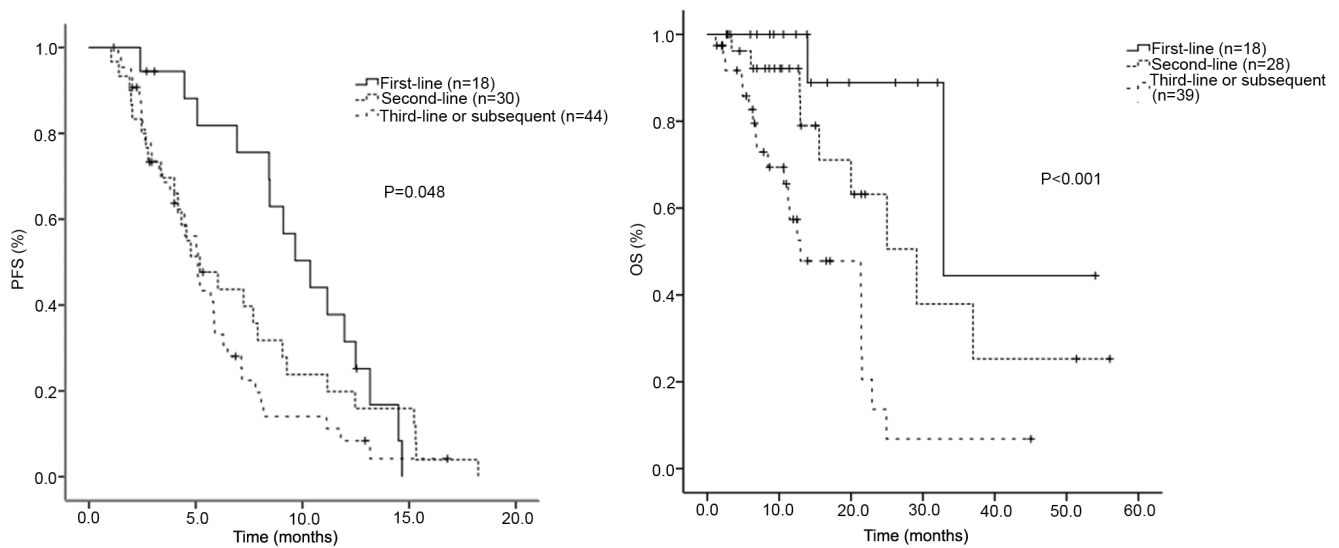 First-line (n=18)
Second-line (n=30)
Third-line or subsequent (n=44)
P=0.048
PFS (%)
1.0
0.8
0.6
0.4
0.2
0.0
0.0 5.0 10.0 15.0 20.0
Time (months)
First-line (n=18)
Second-line (n=28)
Third-line or subsequent
(n=39)
P<0.001
OS (%)
1.0
0.8
0.6
0.4
0.2
0.0
0.0 10.0 20.0 30.0 40.0 50.0 60.0
Time (months)